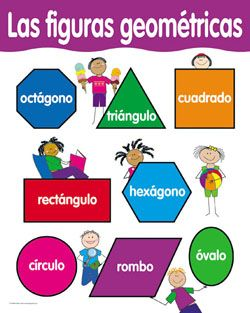 Las figuras geométricas
octágono
triángulo
cuadrado
rectángulo
hexágono
círculo
rombo
óvalo